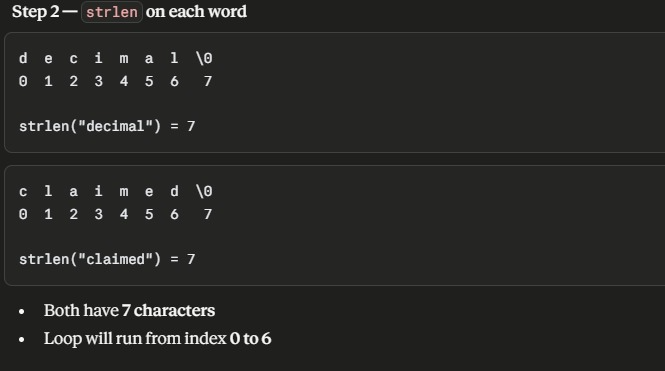 Step 2 — strlen on each word
d e c i m a l \0
0 1 2 3 4 5 6 7
strlen("decimal") = 7
c l a i m e d \0
0 1 2 3 4 5 6 7
strlen("claimed") = 7
• Both have 7 characters
• Loop will run from index 0 to 6